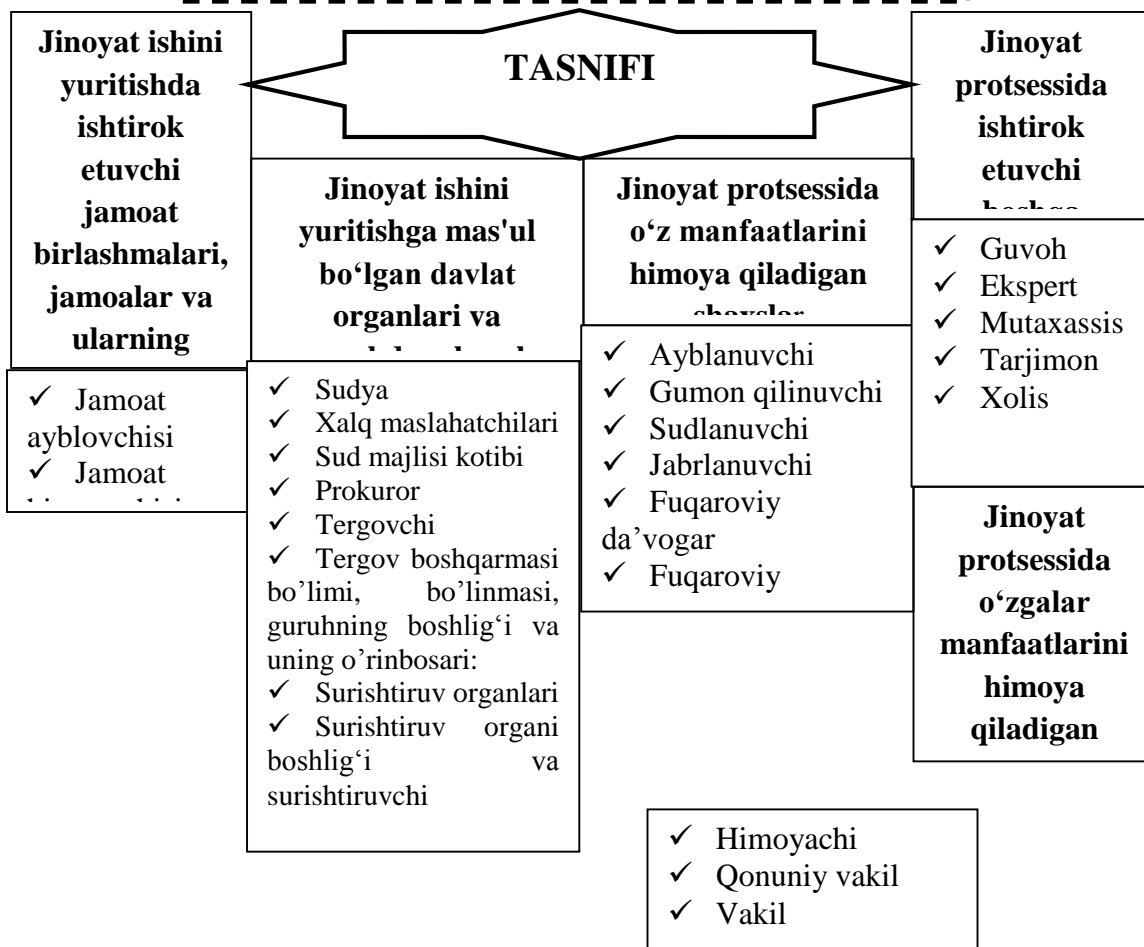 TASNIFI
Jinoyat ishini
yuritishda
ishtirok
etuvchi
jamoat
birlashmalari,
jamoalar va
ularning
✓ Jamoat
ayblovchisi
✓ Jamoat
Jinoyat ishini
yuritishga mas'ul
bo‘lgan davlat
organlari va
✓ Sudya
✓ Xalq maslahatchilari
✓ Sud majlisi kotibi
✓ Prokuror
✓ Tergovchi
✓ Tergov boshqarmasi
bo’limi, bo’linmasi,
guruhning boshlig‘i va
uning o’rinbosari:
✓ Surishtiruv organlari
✓ Surishtiruv organi
boshlig‘i va
surishtiruvchi
Jinoyat protsessida
o‘z manfaatlarini
himoya qiladigan
✓ Ayblanuvchi
✓ Gumon qilinuvchi
✓ Sudlanuvchi
✓ Jabrlanuvchi
✓ Fuqaroviy
da’vogar
✓ Fuqaroviy
Jinoyat
protsessida
ishtirok
etuvchi
✓ Guvoh
✓ Ekspert
✓ Mutaxassis
✓ Tarjimon
✓ Xolis
Jinoyat
protsessida
o‘zgalar
manfaatlarini
himoya
qiladigan
✓ Himoyachi
✓ Qonuniy vakil
✓ Vakil